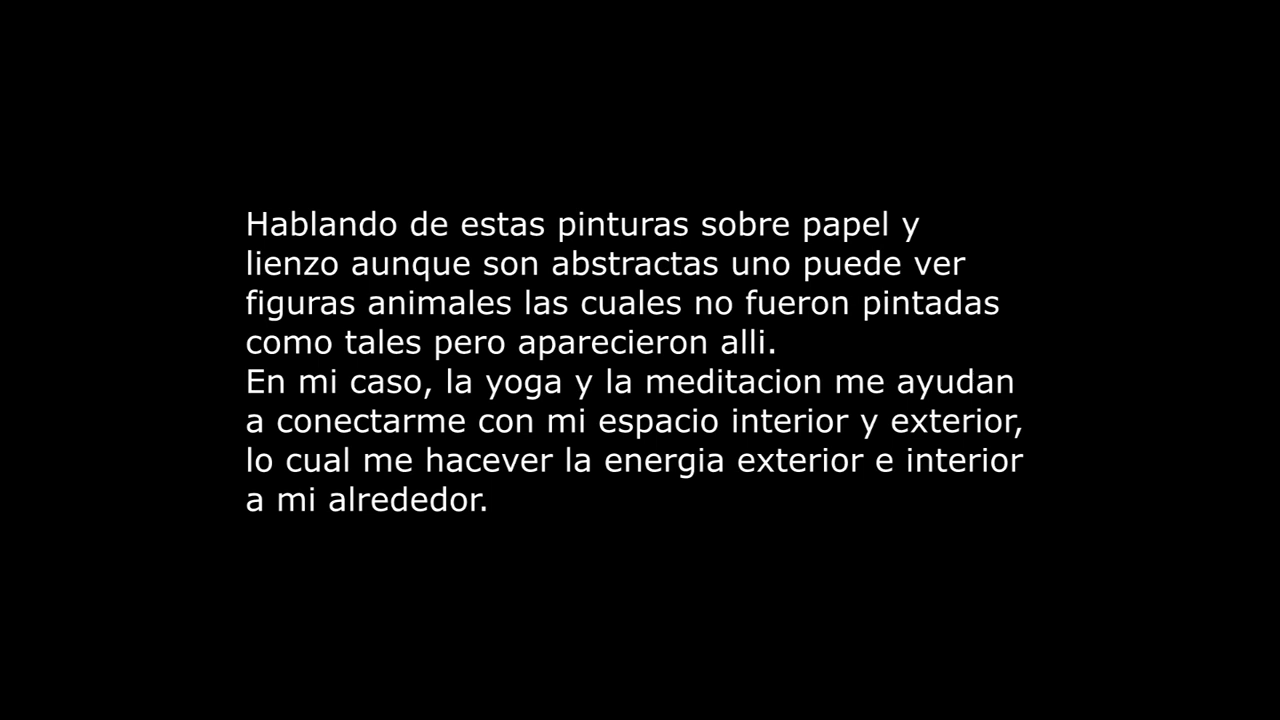 Hablando de estas pinturas sobre papel y
lienzo aunque son abstractas uno puede ver
figuras animales las cuales no fueron pintadas
como tales pero aparecieron alli.
En mi caso, la yoga y la meditacion me ayudan
a conectarme con mi espacio interior y exterior,
lo cual me hacever la energia exterior e interior
a mi alrededor.